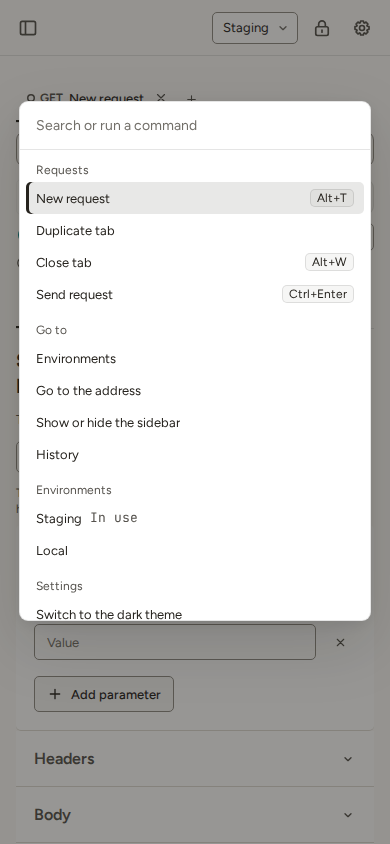 Staging
GET New request
Search or run a command
Requests
New request Alt+T
Duplicate tab
Close tab Alt+W
Send request Ctrl+Enter
Go to
Environments
Go to the address
Show or hide the sidebar
History
Environments
Staging In use
Local
Settings
Switch to the dark theme
Value
Add parameter
Headers
Body